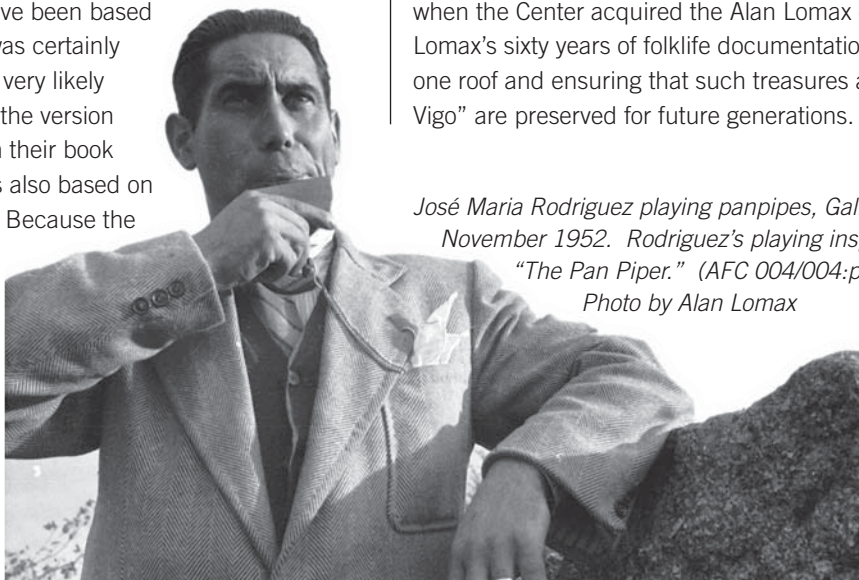 ve been based
was certainly
very likely
the version
their book
s also based on
Because the
when the Center acquired the Alan Lomax
Lomax's sixty years of folklife documentatio
one roof and ensuring that such treasures a
Vigo” are preserved for future generations.
José Maria Rodriguez playing panpipes, Gal
November 1952. Rodriguez's playing ins
“The Pan Piper.” (AFC 004/004:p
Photo by Alan Lomax